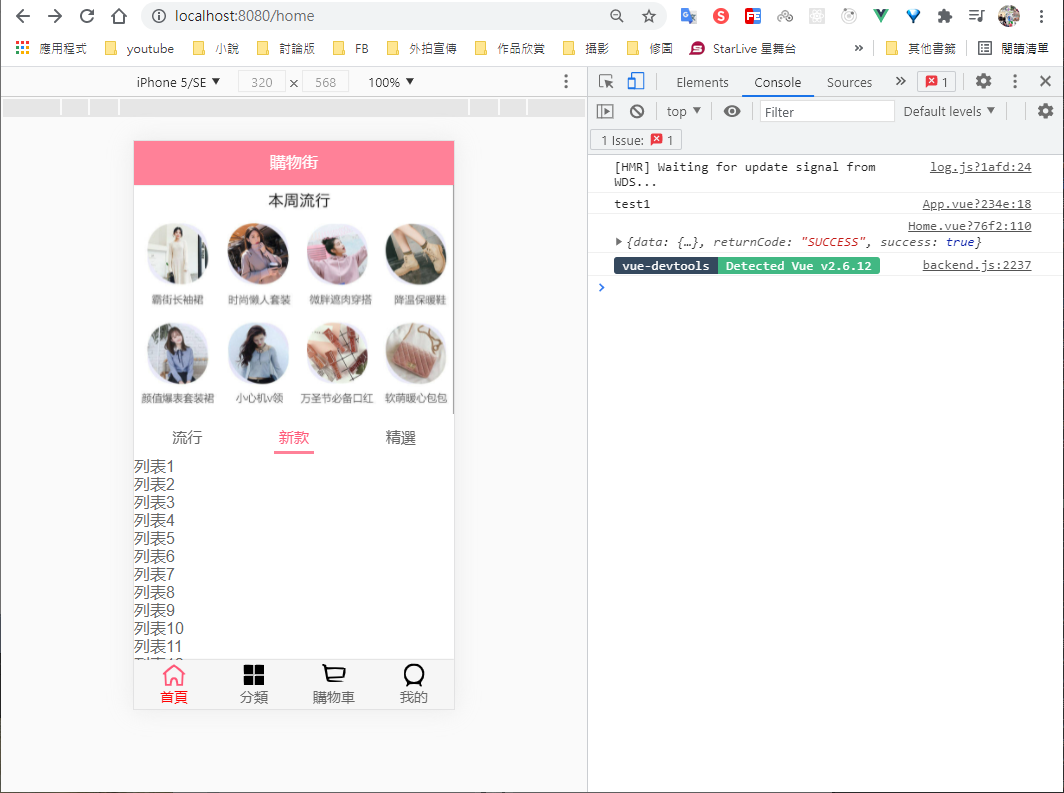 localhost:8080/home
應用程式 youtube 小說 討論版 FB 外拍宣傳 作品欣賞 攝影 修圖 StarLive 星舞台 » 其他書籤 閱讀清單
iPhone 5/SE ▼ 320 × 568 100% ▼
Elements Console Sources » 1
top ▼ Filter Default levels ▼
1 Issue: 1
購物街
本周流行
霸街长袖裙 时尚懒人套装 微胖遮肉穿搭 降温保暖鞋
颜值爆表套装裙 小心机v领 万圣节必备口红 软萌暖心包包
流行 新款 精選
列表1
列表2
列表3
列表4
列表5
列表6
列表7
列表8
列表9
列表10
列表11
首頁 分類 購物車 我的
[HMR] Waiting for update signal from WDS... log.js?1afd:24
test1 App.vue?234e:18
Home.vue?76f2:110
{data: {…}, returnCode: "SUCCESS", success: true}
vue-devtools Detected Vue v2.6.12 backend.js:2237